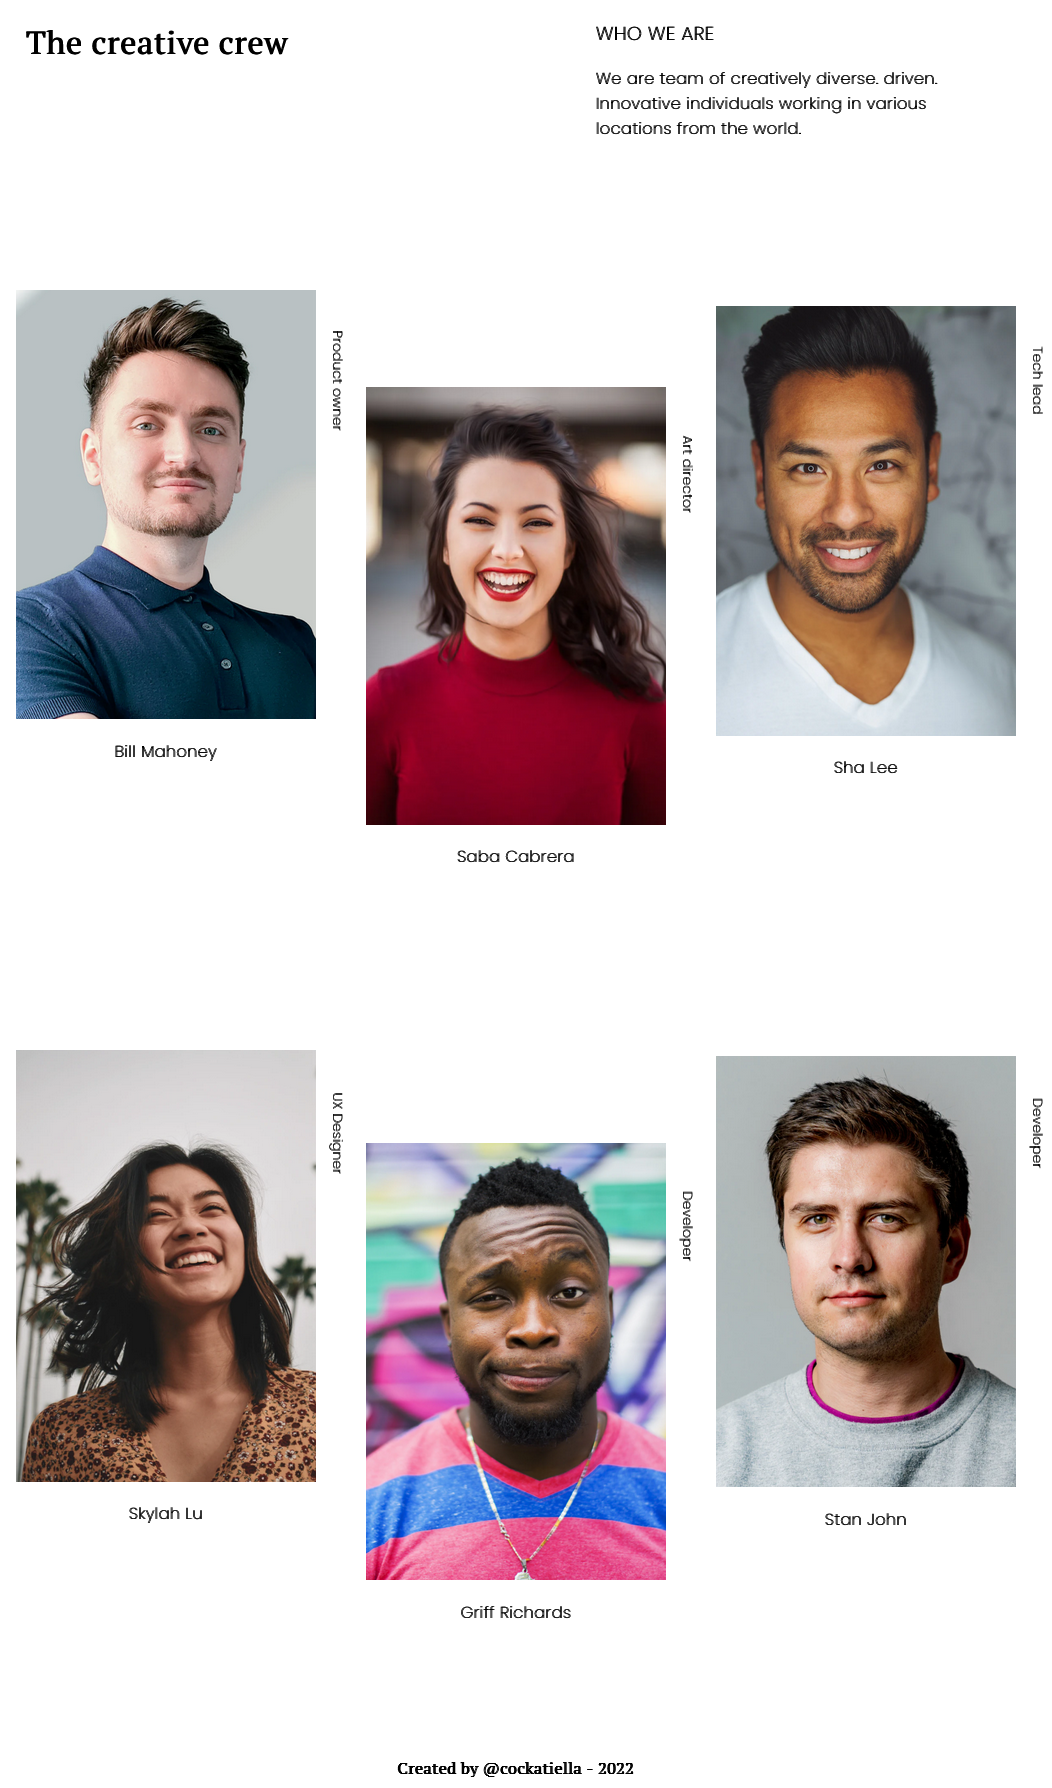 The creative crew
WHO WE ARE
We are team of creatively diverse. driven.
Innovative individuals working in various
locations from the world.
Product owner
Bill Mahoney
Art director
Saba Cabrera
Tech lead
Sha Lee
UX Designer
Skylah Lu
Developer
Griff Richards
Developer
Stan John
Created by @cockatiella - 2022